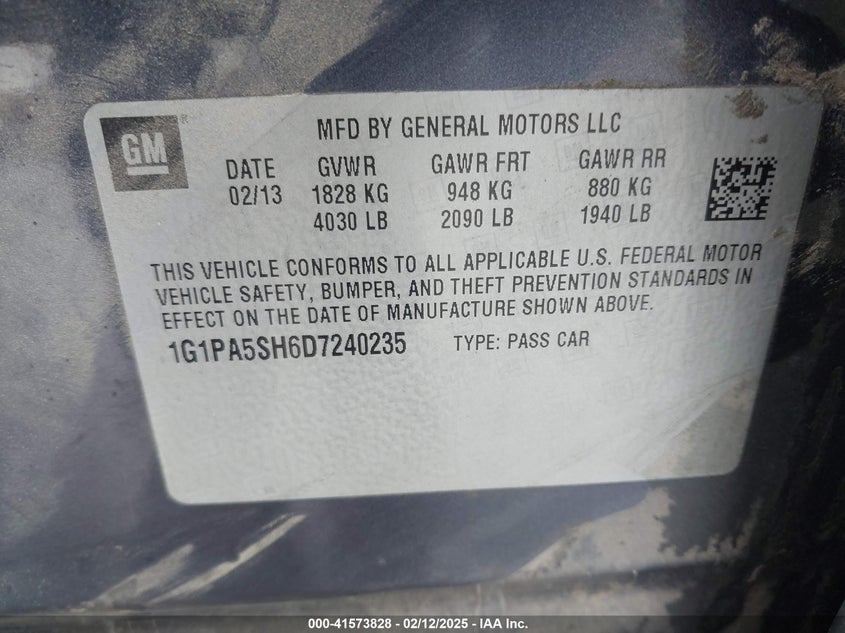 GM ®
MFD BY GENERAL MOTORS LLC
DATE GVWR GAWR FRT GAWR RR
02/13 1828 KG 948 KG 880 KG
4030 LB 2090 LB 1940 LB
THIS VEHICLE CONFORMS TO ALL APPLICABLE U.S. FEDERAL MOTOR
VEHICLE SAFETY, BUMPER, AND THEFT PREVENTION STANDARDS IN
EFFECT ON THE DATE OF MANUFACTURE SHOWN ABOVE.
1G1PA5SH6D7240235 TYPE: PASS CAR
000-41573828 - 02/12/2025 - IAA Inc.